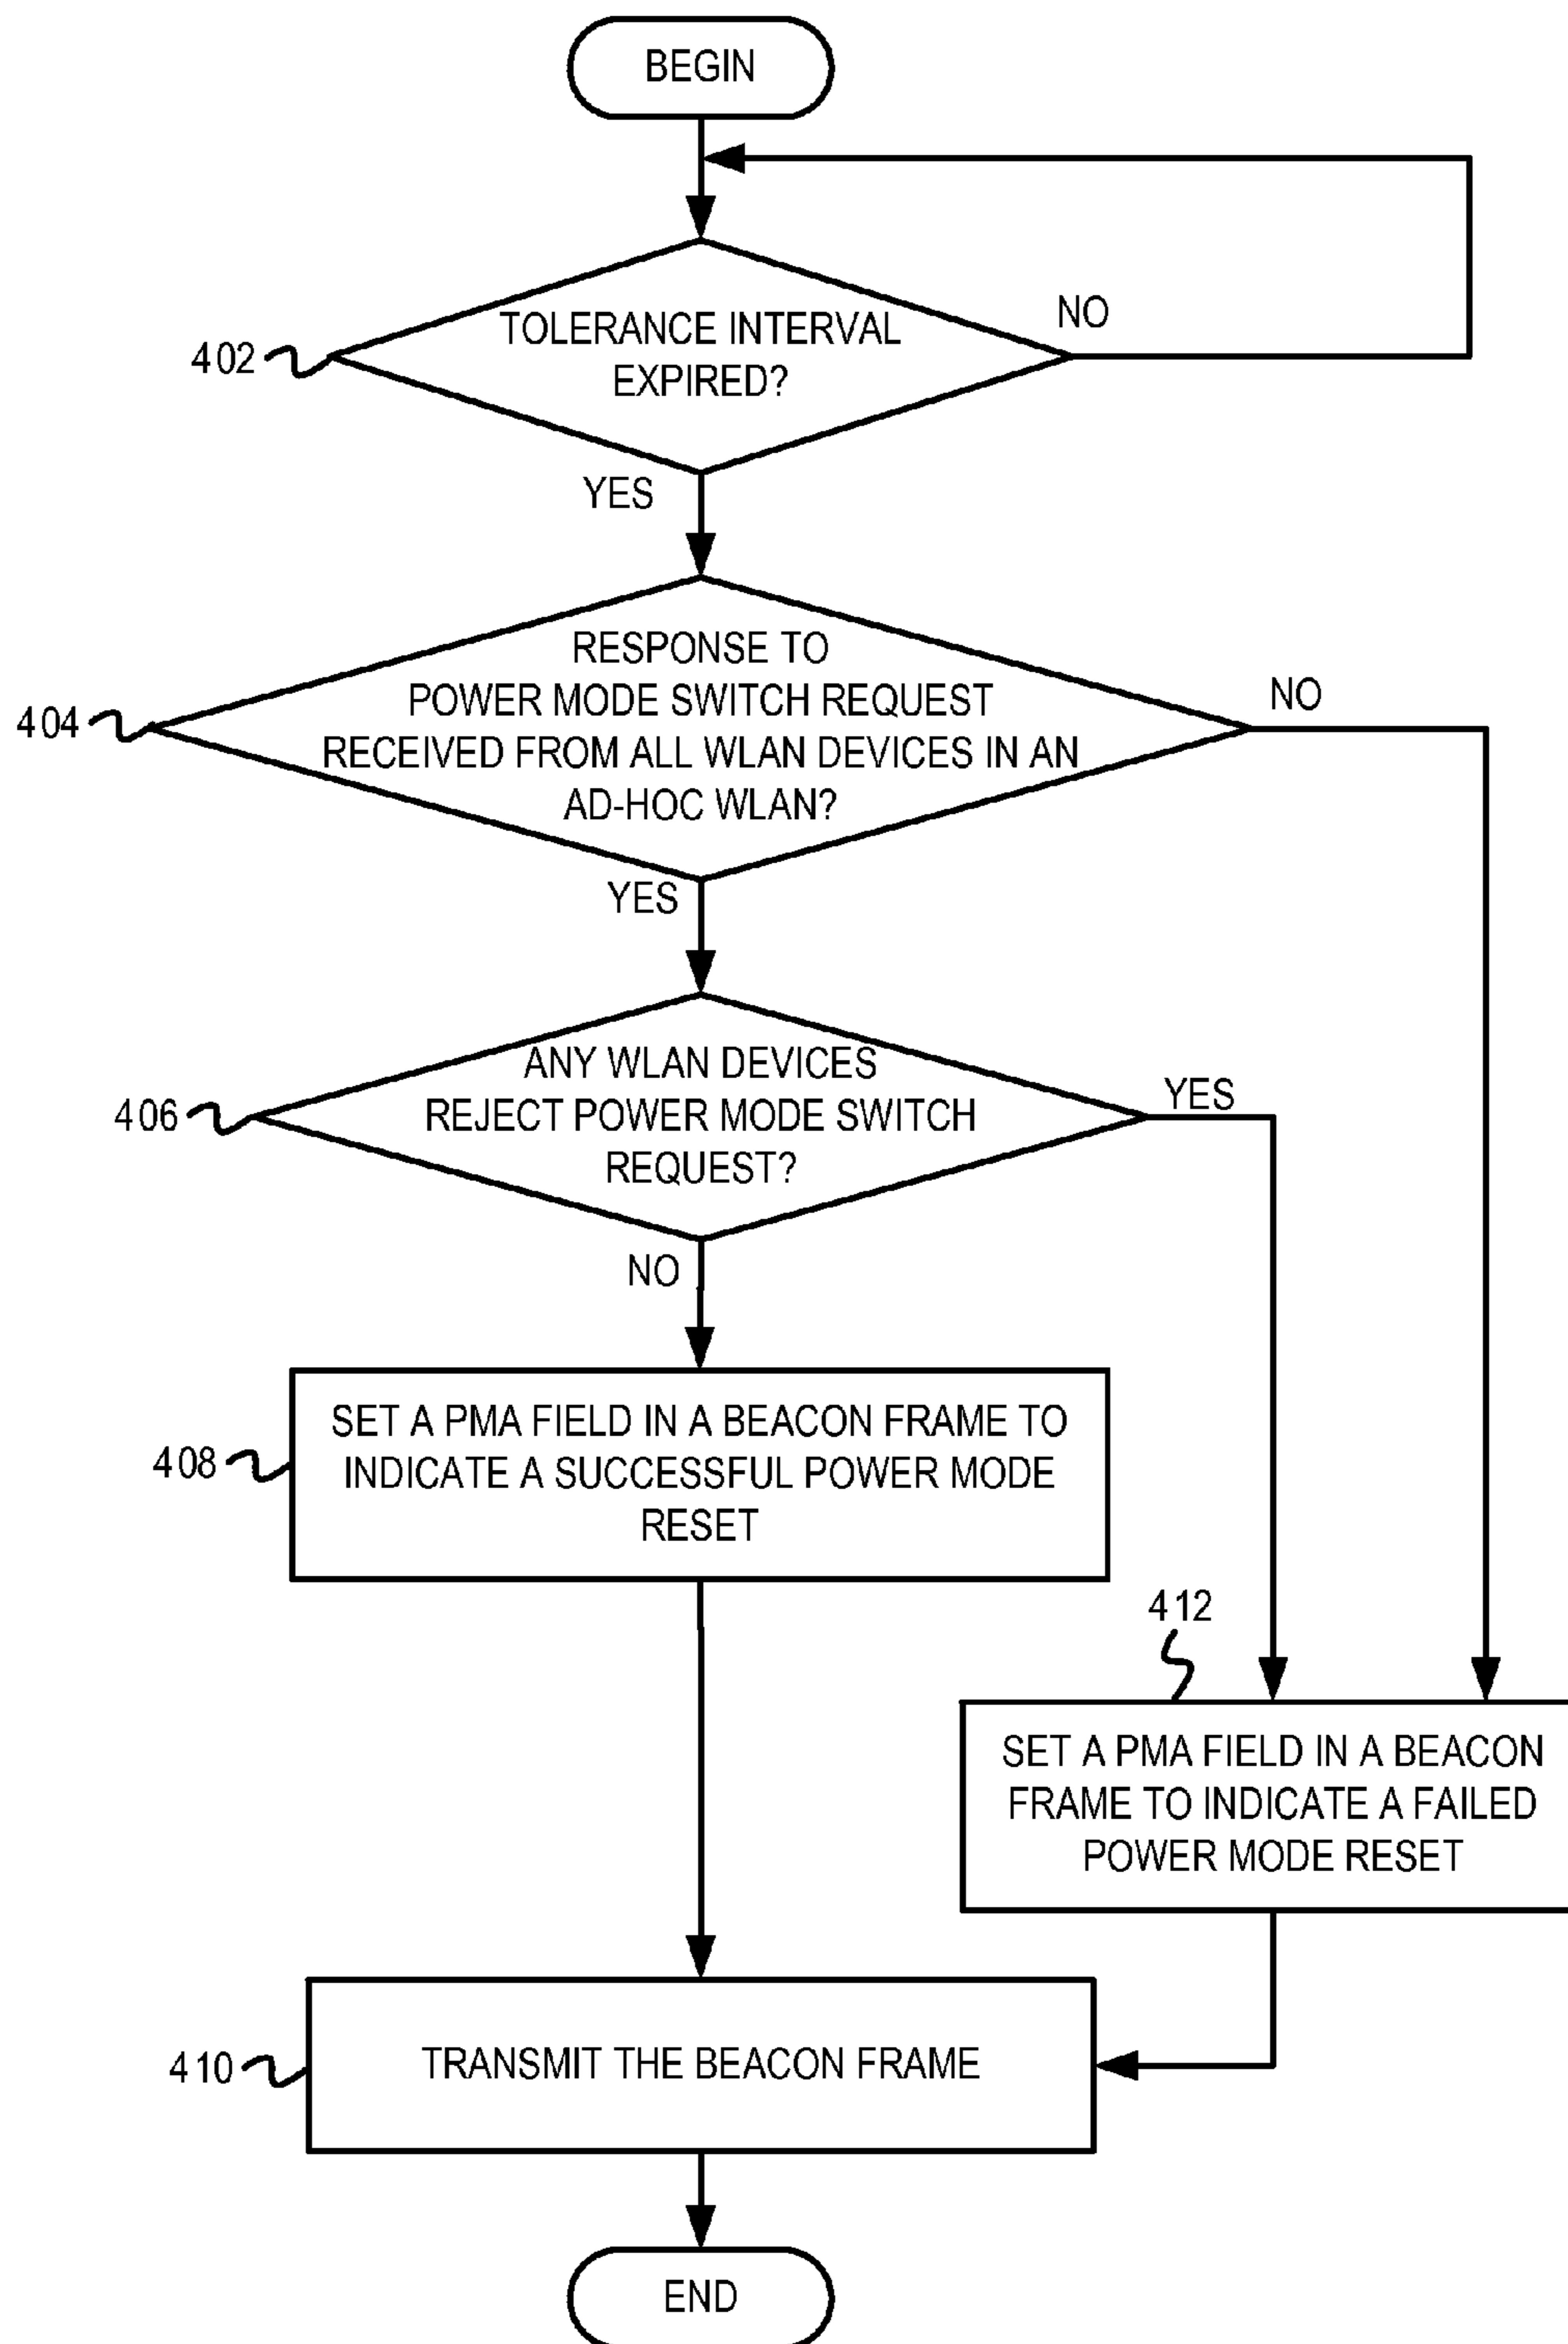 BEGIN
NO
TOLERANCE INTERVAL
EXPIRED?
402
YES
RESPONSE TO
POWER MODE SWITCH REQUEST
RECEIVED FROM ALL WLAN DEVICES IN AN
AD-HOC WLAN?
404
NO
YES
ANY WLAN DEVICES
REJECT POWER MODE SWITCH
REQUEST?
406
YES
NO
SET A PMA FIELD IN A BEACON FRAME TO
INDICATE A SUCCESSFUL POWER MODE
RESET
408
412
SET A PMA FIELD IN A BEACON
FRAME TO INDICATE A FAILED
POWER MODE RESET
410
TRANSMIT THE BEACON FRAME
END